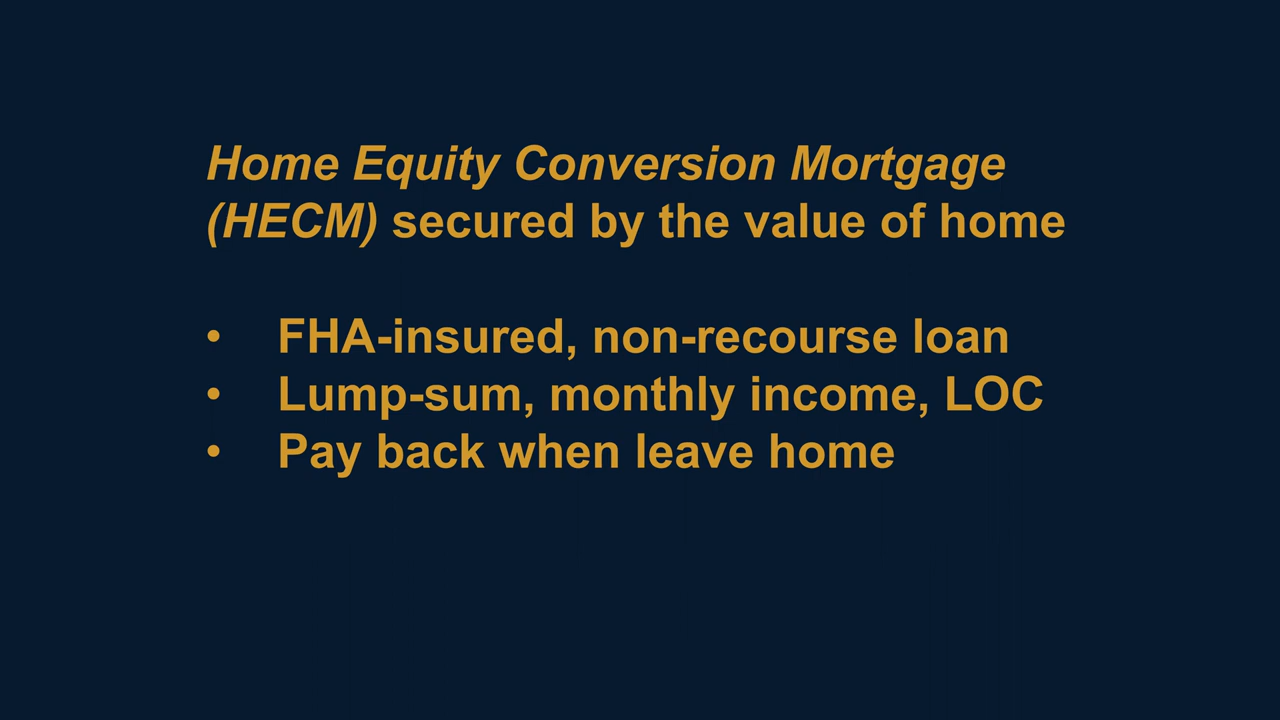 Home Equity Conversion Mortgage
(HECM) secured by the value of home
• FHA-insured, non-recourse loan
• Lump-sum, monthly income, LOC
• Pay back when leave home